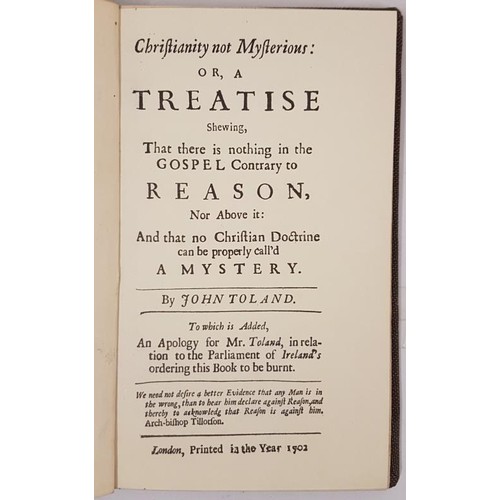 Chriſtianity not Myſterious:
OR, A
TREATISE
Shewing,
That there is nothing in the
GOSPEL Contrary to
REASON,
Nor Above it:
And that no Chriſtian Doctrine
can be properly call'd
A MYSTERY.
By JOHN TOLAND.
To which is Added,
An Apology for Mr. Toland, in rela-
tion to the Parliament of Ireland's
ordering this Book to be burnt.
We need not deſire a better Evidence that any Man is in
the wrong, than to hear him declare againſt Reaſon, and
thereby to acknowledg that Reaſon is againſt him.
Arch-biſhop Tillotſon.
London, Printed in the Year 1702